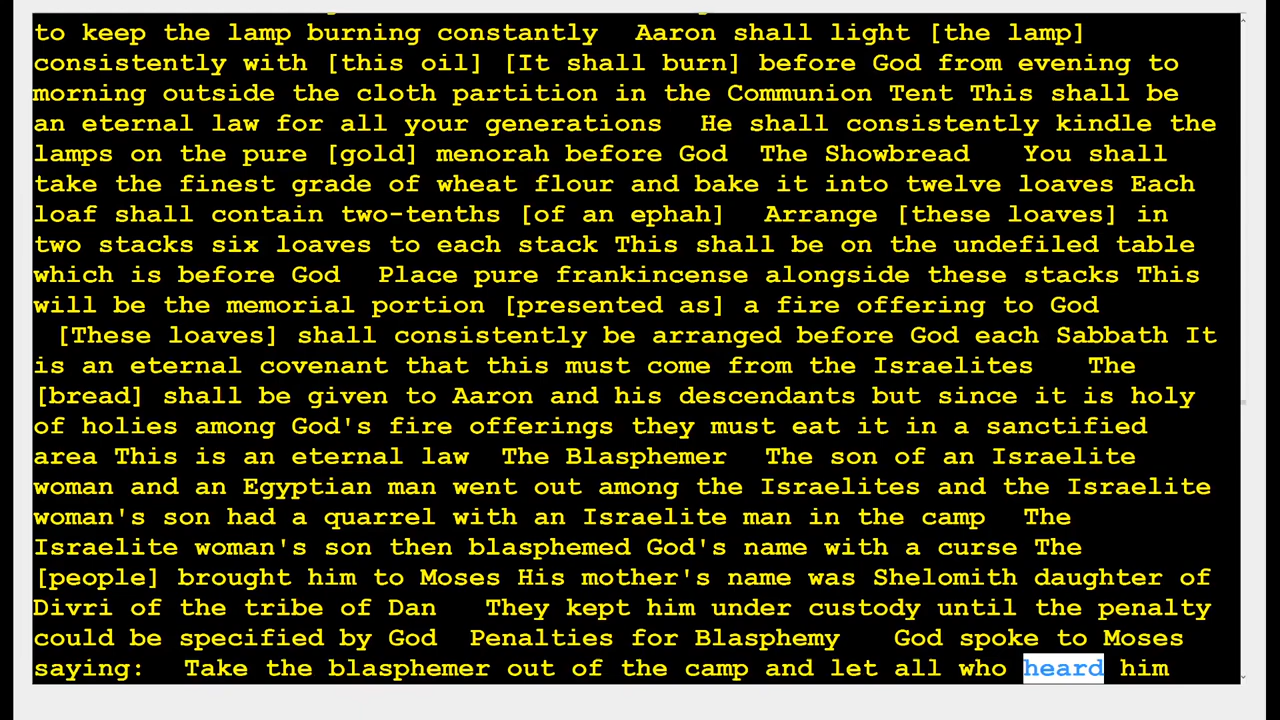 to keep the lamp burning constantly Aaron shall light [the lamp]
consistently with [this oil] [It shall burn] before God from evening to
morning outside the cloth partition in the Communion Tent This shall be
an eternal law for all your generations He shall consistently kindle the
lamps on the pure [gold] menorah before God The Showbread You shall
take the finest grade of wheat flour and bake it into twelve loaves Each
loaf shall contain two-tenths [of an ephah] Arrange [these loaves] in
two stacks six loaves to each stack This shall be on the undefiled table
which is before God Place pure frankincense alongside these stacks This
will be the memorial portion [presented as] a fire offering to God
[These loaves] shall consistently be arranged before God each Sabbath It
is an eternal covenant that this must come from the Israelites The
[bread] shall be given to Aaron and his descendants but since it is holy
of holies among God's fire offerings they must eat it in a sanctified
area This is an eternal law The Blasphemer The son of an Israelite
woman and an Egyptian man went out among the Israelites and the Israelite
woman's son had a quarrel with an Israelite man in the camp The
Israelite woman's son then blasphemed God's name with a curse The
[people] brought him to Moses His mother's name was Shelomith daughter of
Divri of the tribe of Dan They kept him under custody until the penalty
could be specified by God Penalties for Blasphemy God spoke to Moses
saying: Take the blasphemer out of the camp and let all who heard him